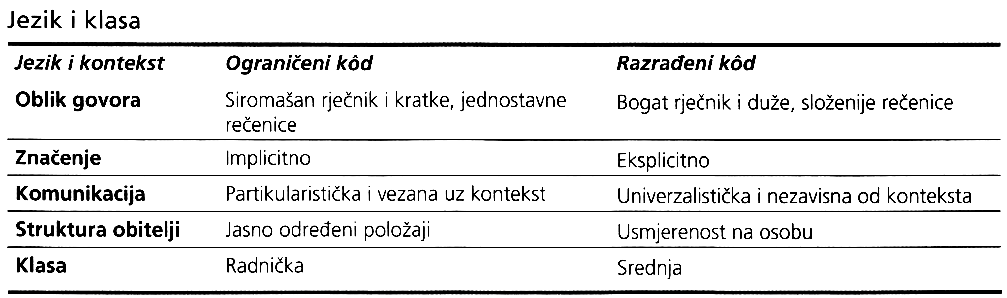 Jezik i klasa
Jezik i kontekst Ograničeni kôd Razrađeni kôd
Oblik govora Siromašan rječnik i kratke, jednostavne rečenice Bogat rječnik i duže, složenije rečenice
Značenje Implicitno Eksplicitno
Komunikacija Partikularistička i vezana uz kontekst Univerzalistička i nezavisna od konteksta
Struktura obitelji Jasno određeni položaji Usmjerenost na osobu
Klasa Radnička Srednja